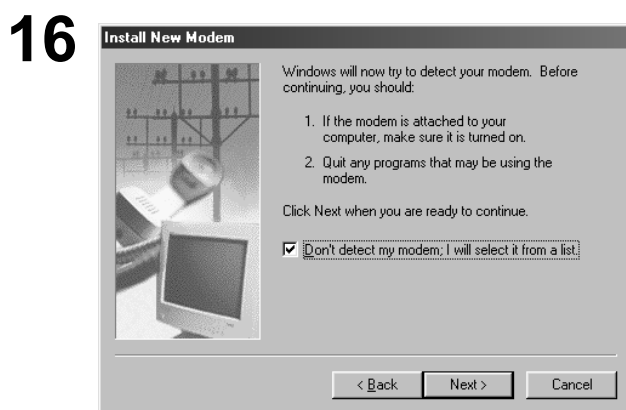 16
Install New Modem
Windows will now try to detect your modem. Before
continuing, you should:
1. If the modem is attached to your
computer, make sure it is turned on.
2. Quit any programs that may be using the
modem.
Click Next when you are ready to continue.
Don't detect my modem; I will select it from a list.
< Back
Next >
Cancel